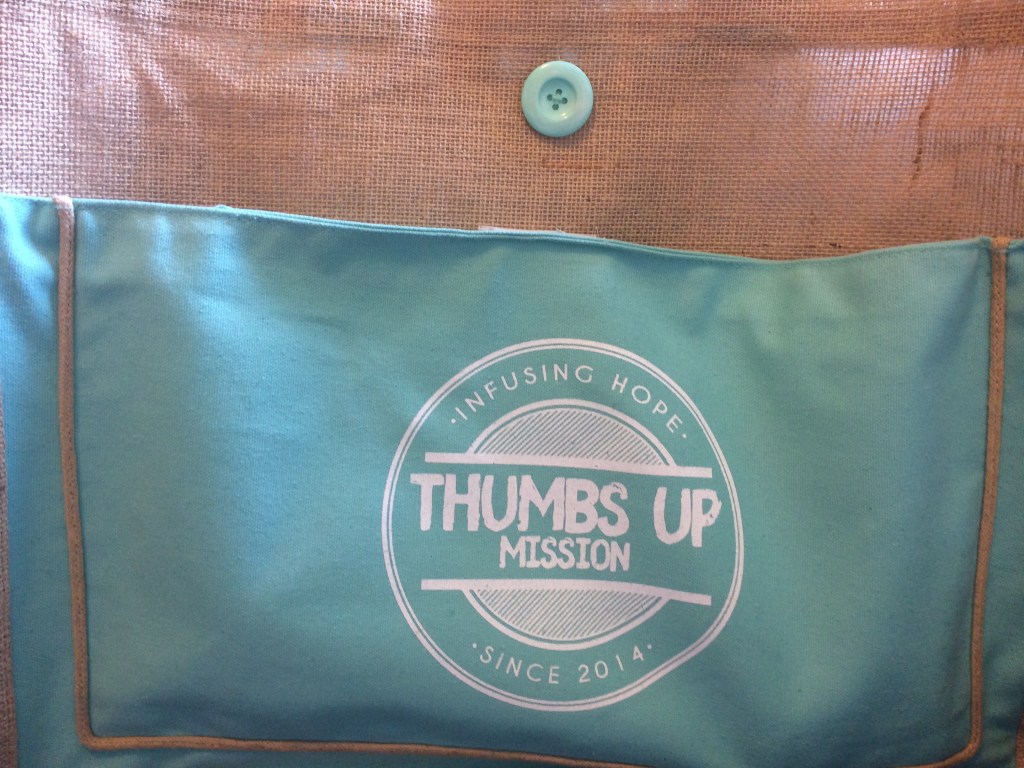 ·INFUSING HOPE·
THUMBS UP
MISSION
·SINCE 2014·